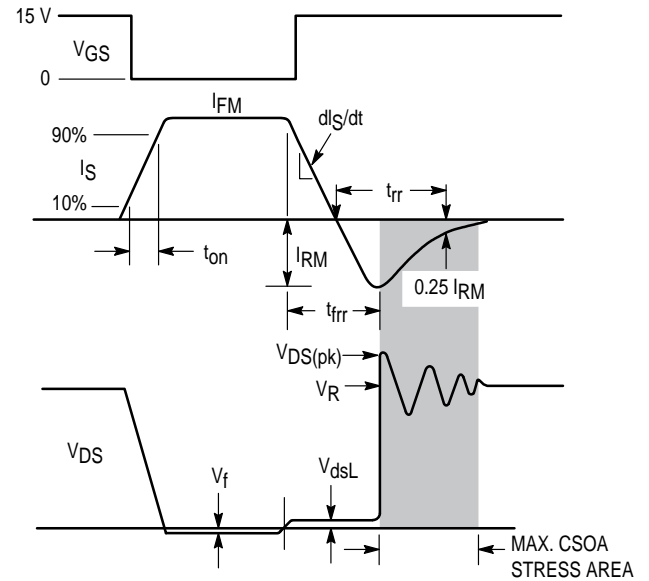 15 V
VGS
0
IFM
dIS/dt
90%
IS
trr
10%
ton
IRM
0.25 IRM
tfrr
VDS(pk)
VR
VDS
Vf
VdsL
MAX. CSOA
STRESS AREA